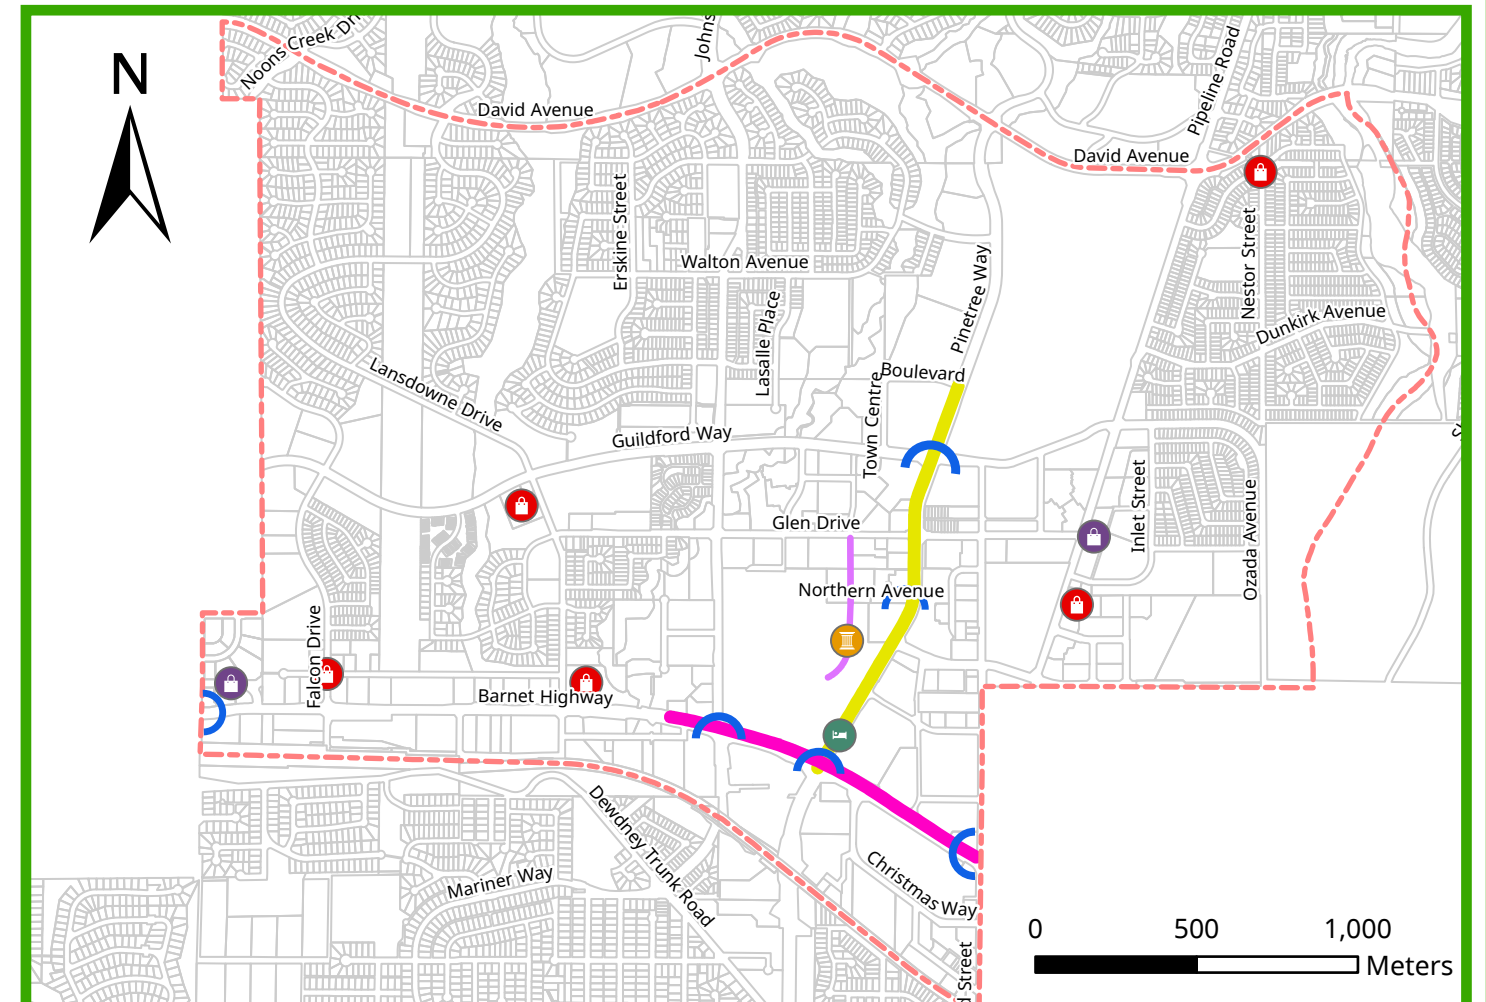 N
Noons Creek Dri
Johns
David Avenue
Pipeline Road
David Avenue
Erskine Street
Walton Avenue
Nestor Street
Pinetree Way
Lasalle Place
Dunkirk Avenue
Lansdowne Drive
Boulevard
Town Centre
Guildford Way
Inlet Street
Ozada Avenue
Glen Drive
Northern Avenue
Falcon Drive
Barnet Highway
Dewdney Trunk Road
Mariner Way
Christmas Way
d Street
0 500 1,000
Meters